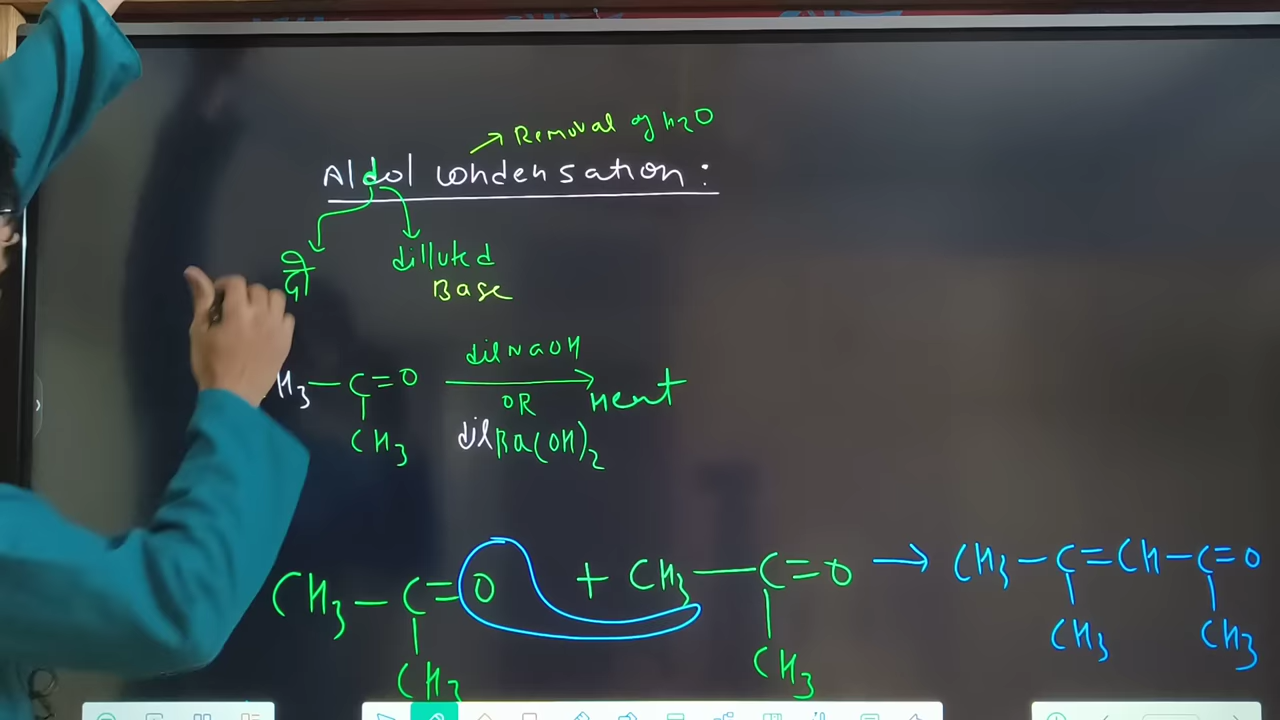 → Removal of H2O
Aldol condensation :
दो dilluted
Base
H3–C=O dil NaOH → Heat
OR
CH3 dil Ba(OH)2
CH3–C=O + CH3–C=O → CH3–C=CH–C=O
CH3 CH3 CH3 CH3